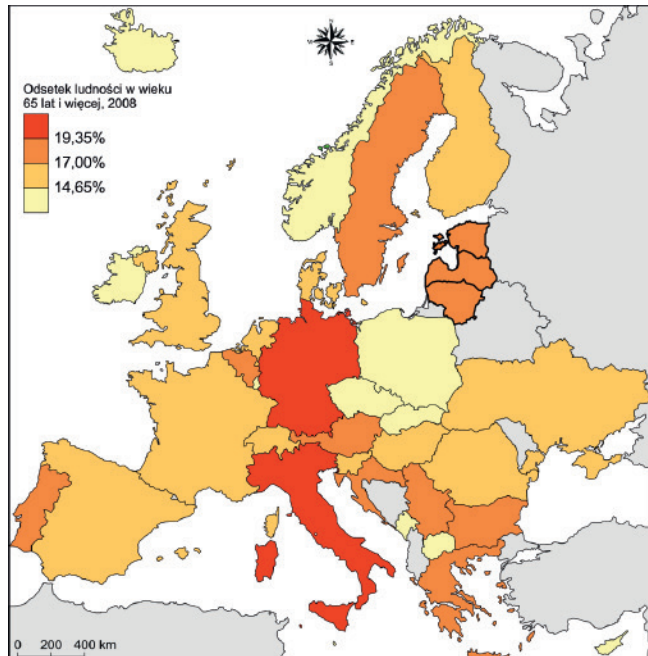 N
W E
S
Odsetek ludności w wieku
65 lat i więcej, 2008
19,35%
17,00%
14,65%
0 200 400 km